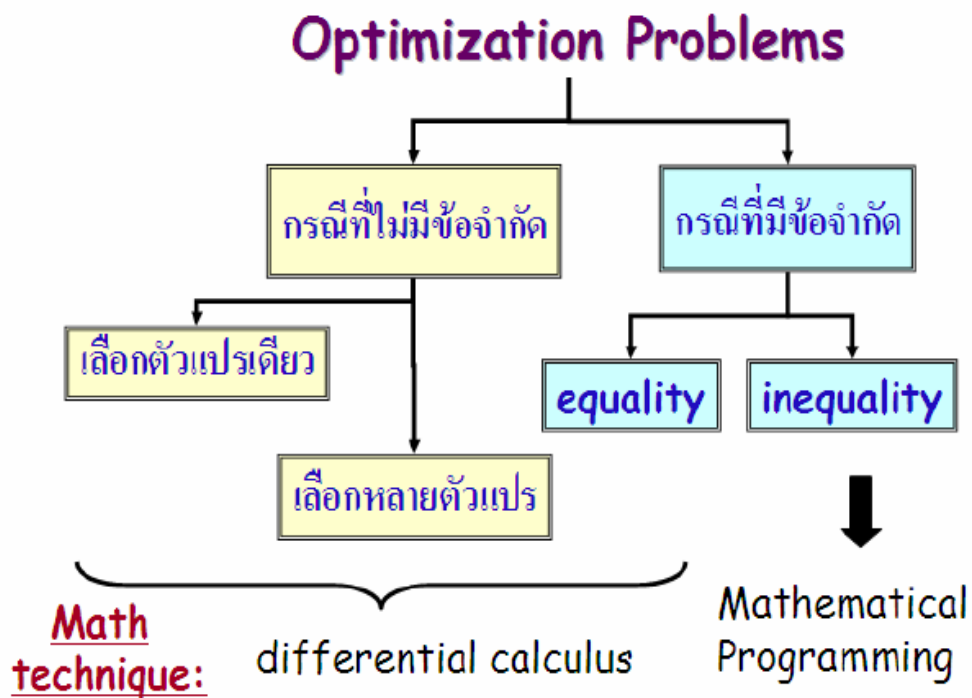 Optimization Problems
กรณีที่ไม่มีข้อจำกัด
กรณีที่มีข้อจำกัด
เลือกตัวแปรเดียว
equality
inequality
เลือกหลายตัวแปร
Math
technique:
differential calculus
Mathematical
Programming